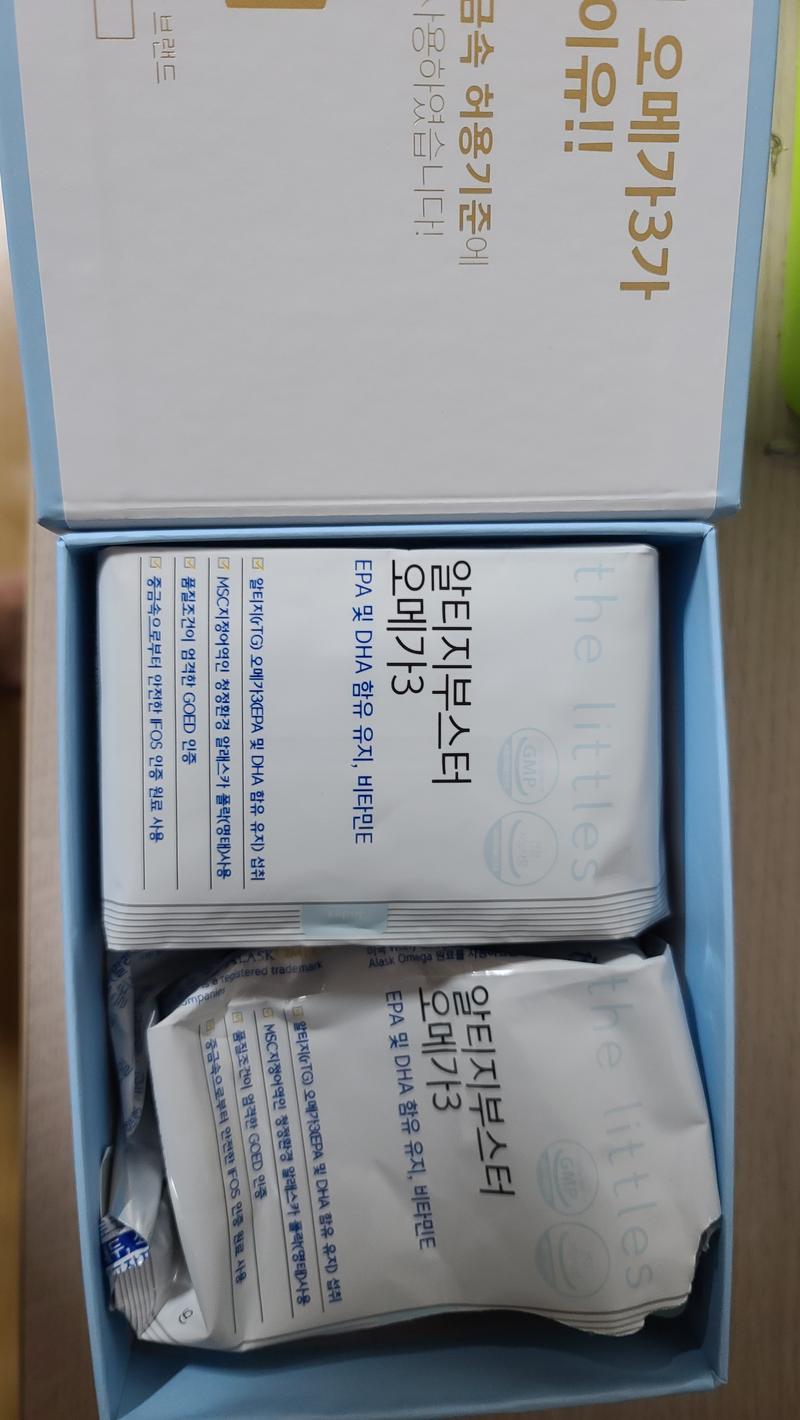 오메가3가
이유!!
금속 허용기준에
사용하였습니다!
브랜드
the littles
GMP
알티지부스터
오메가3
EPA 및 DHA 함유 유지, 비타민E
알티지(rTG) 오메가3(EPA 및 DHA 함유 유지) 섭취
MSC지정어역인 청정환경 알래스카 폴락(명태)사용
품질조건이 엄격한 GOED 인증
중금속으로부터 안전한 IFOS 인증 원료 사용
the littles
GMP
알티지부스터
오메가3
EPA 및 DHA 함유 유지, 비타민E
Alask Omega 원료를
is a registered trademark
알티지(rTG) 오메가3(EPA 및 DHA 함유 유지) 섭취
MSC지정어역인 청정환경 알래스카 폴락(명태)사용
품질조건이 엄격한 GOED 인증
중금속으로부터 안전한 IFOS 인증 원료 사용